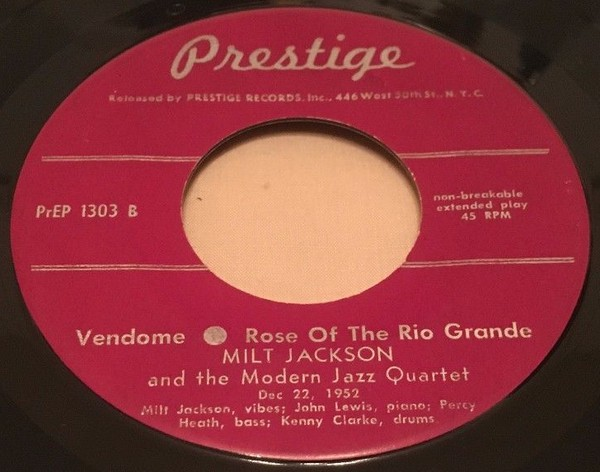 Prestige
Released by PRESTIGE RECORDS, Inc., 446 West 50th St., N.Y.C.
PrEP 1303 B
non-breakable
extended play
45 RPM
Vendome ● Rose Of The Rio Grande
MILT JACKSON
and the Modern Jazz Quartet
Dec 22, 1952
Milt Jackson, vibes; John Lewis, piano; Percy
Heath, bass; Kenny Clarke, drums.